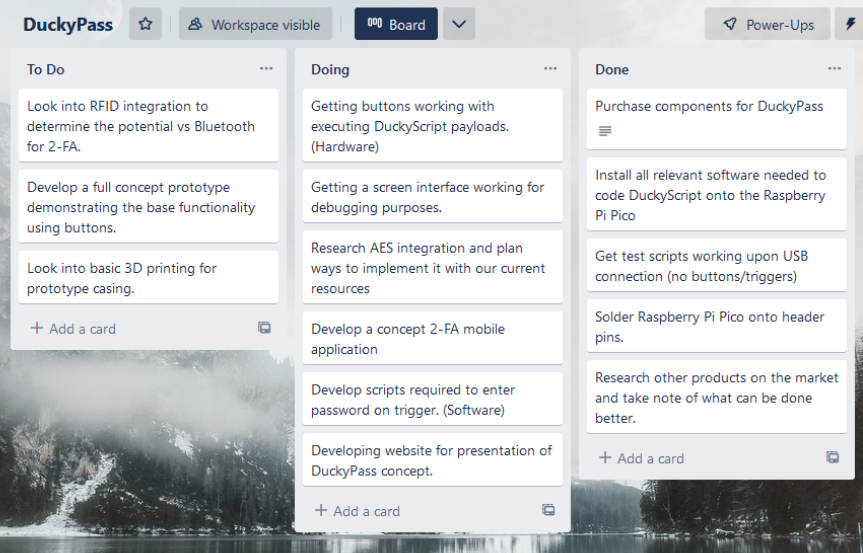 DuckyPass
Workspace visible
Board
Power-Ups
To Do
Look into RFID integration to
determine the potential vs Bluetooth
for 2-FA.
Develop a full concept prototype
demonstrating the base functionality
using buttons.
Look into basic 3D printing for
prototype casing.
+ Add a card
Doing
Getting buttons working with
executing DuckyScript payloads.
(Hardware)
Getting a screen interface working for
debugging purposes.
Research AES integration and plan
ways to implement it with our current
resources
Develop a concept 2-FA mobile
application
Develop scripts required to enter
password on trigger. (Software)
Developing website for presentation of
DuckyPass concept.
+ Add a card
Done
Purchase components for DuckyPass
Install all relevant software needed to
code DuckyScript onto the Raspberry
Pi Pico
Get test scripts working upon USB
connection (no buttons/triggers)
Solder Raspberry Pi Pico onto header
pins.
Research other products on the market
and take note of what can be done
better.
+ Add a card